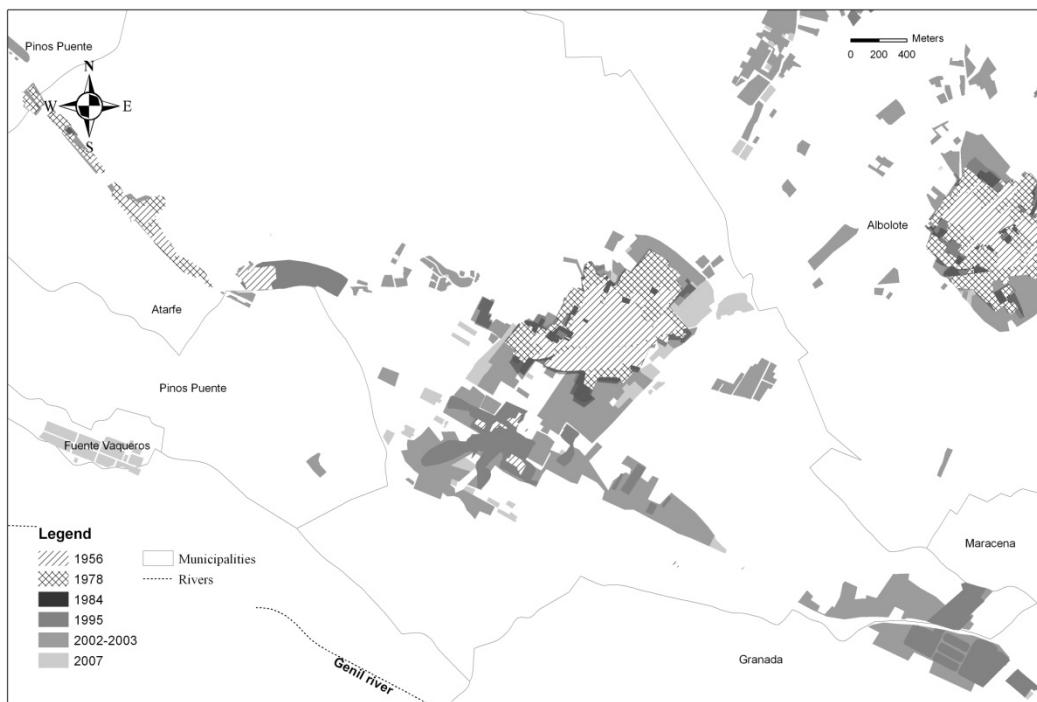 Pinos Puente
N
W
E
S
Meters
0 200 400
Albolote
Atarfe
Pinos Puente
Fuente Vaquéros
Legend
1956
1978
1984
1995
2002-2003
2007
Municipalities
Rivers
Maracena
Granada
Genil river